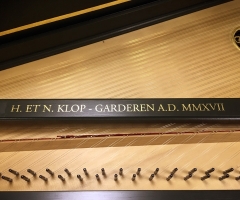 H. ET N. KLOP - GARDEREN A.D. MMXVII